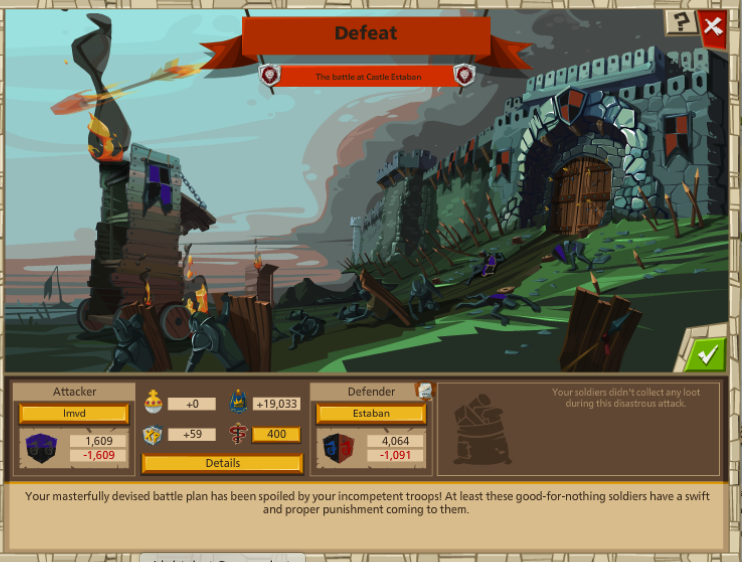 Defeat
?
The battle at Castle Estaban
Attacker
lmvd
1,609
-1,609
+0
+19,033
+59
400
Details
Defender
Estaban
4,064
-1,091
Your soldiers didn't collect any loot
during this disastrous attack.
Your masterfully devised battle plan has been spoiled by your incompetent troops! At least these good-for-nothing soldiers have a swift
and proper punishment coming to them.